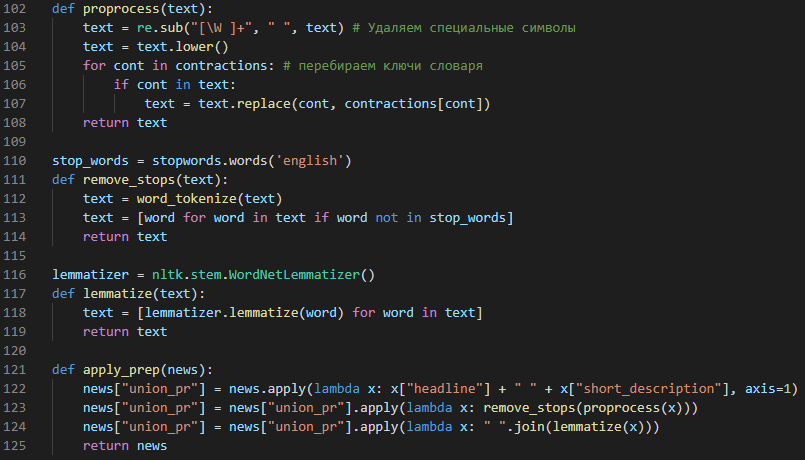 102 def proprocess(text):
103     text = re.sub("[\W ]+", " ", text) # Удаляем специальные символы
104     text = text.lower()
105     for cont in contractions: # перебираем ключи словаря
106         if cont in text:
107             text = text.replace(cont, contractions[cont])
108     return text
109
110 stop_words = stopwords.words('english')
111 def remove_stops(text):
112     text = word_tokenize(text)
113     text = [word for word in text if word not in stop_words]
114     return text
115
116 lemmatizer = nltk.stem.WordNetLemmatizer()
117 def lemmatize(text):
118     text = [lemmatizer.lemmatize(word) for word in text]
119     return text
120
121 def apply_prep(news):
122     news["union_pr"] = news.apply(lambda x: x["headline"] + " " + x["short_description"], axis=1)
123     news["union_pr"] = news["union_pr"].apply(lambda x: remove_stops(proprocess(x)))
124     news["union_pr"] = news["union_pr"].apply(lambda x: " ".join(lemmatize(x)))
125     return news